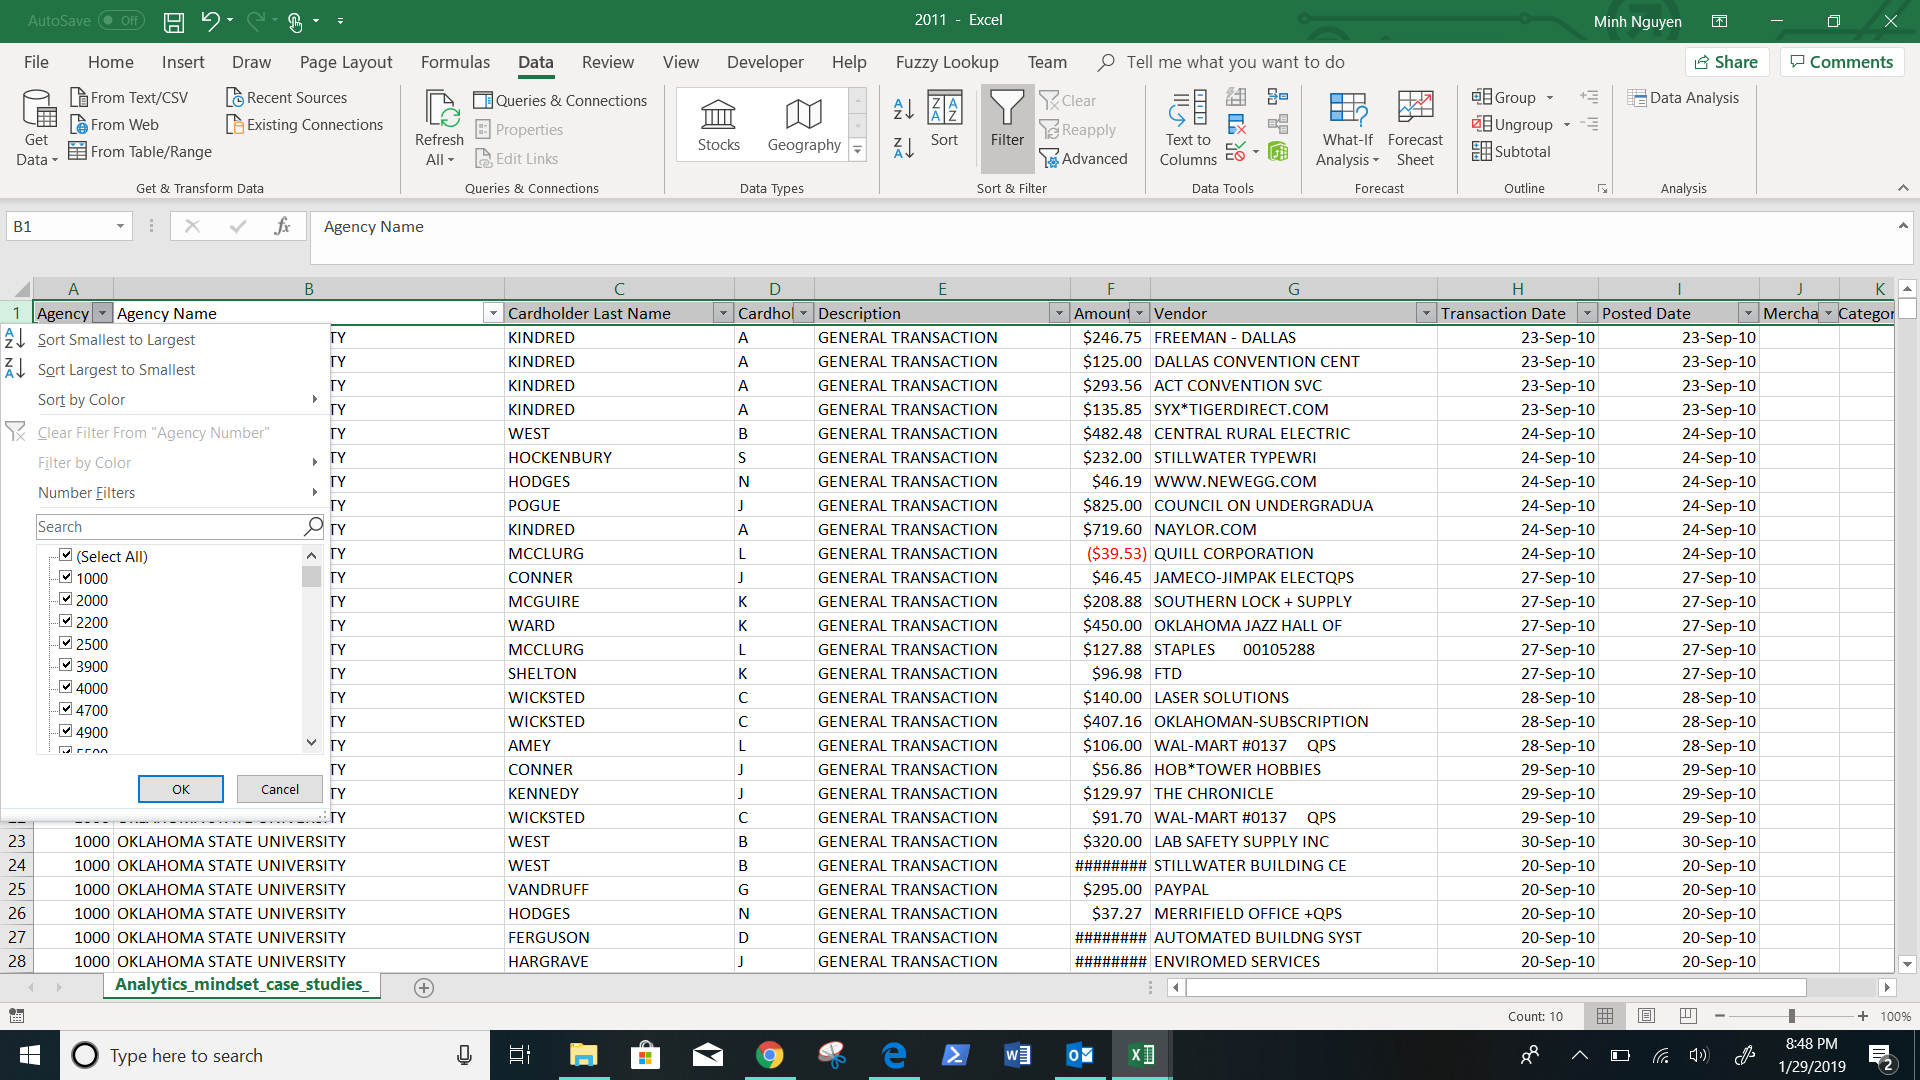 AutoSave Off
2011 - Excel
Minh Nguyen
File Home Insert Draw Page Layout Formulas Data Review View Developer Help Fuzzy Lookup Team Tell me what you want to do Share Comments
Get Data
From Text/CSV
From Web
From Table/Range
Recent Sources
Existing Connections
Get & Transform Data
Refresh All
Queries & Connections
Properties
Edit Links
Queries & Connections
Stocks Geography
Data Types
Sort
Filter
Clear
Reapply
Advanced
Sort & Filter
Text to Columns
Data Tools
What-If Analysis
Forecast Sheet
Forecast
Group
Ungroup
Subtotal
Outline
Data Analysis
Analysis
B1 fx Agency Name
A B C D E F G H I J K
1 Agency Agency Name Cardholder Last Name Cardhol Description Amount Vendor Transaction Date Posted Date Mercha Categor
Sort Smallest to Largest
Sort Largest to Smallest
Sort by Color
Clear Filter From "Agency Number"
Filter by Color
Number Filters
Search
(Select All)
1000
2000
2200
2500
3900
4000
4700
4900
OK Cancel
TY KINDRED A GENERAL TRANSACTION $246.75 FREEMAN - DALLAS 23-Sep-10 23-Sep-10
TY KINDRED A GENERAL TRANSACTION $125.00 DALLAS CONVENTION CENT 23-Sep-10 23-Sep-10
TY KINDRED A GENERAL TRANSACTION $293.56 ACT CONVENTION SVC 23-Sep-10 23-Sep-10
TY KINDRED A GENERAL TRANSACTION $135.85 SYX*TIGERDIRECT.COM 23-Sep-10 23-Sep-10
TY WEST B GENERAL TRANSACTION $482.48 CENTRAL RURAL ELECTRIC 24-Sep-10 24-Sep-10
TY HOCKENBURY S GENERAL TRANSACTION $232.00 STILLWATER TYPEWRI 24-Sep-10 24-Sep-10
TY HODGES N GENERAL TRANSACTION $46.19 WWW.NEWEGG.COM 24-Sep-10 24-Sep-10
TY POGUE J GENERAL TRANSACTION $825.00 COUNCIL ON UNDERGRADUA 24-Sep-10 24-Sep-10
TY KINDRED A GENERAL TRANSACTION $719.60 NAYLOR.COM 24-Sep-10 24-Sep-10
TY MCCLURG L GENERAL TRANSACTION ($39.53) QUILL CORPORATION 24-Sep-10 24-Sep-10
TY CONNER J GENERAL TRANSACTION $46.45 JAMECO-JIMPAK ELECTQPS 27-Sep-10 27-Sep-10
TY MCGUIRE K GENERAL TRANSACTION $208.88 SOUTHERN LOCK + SUPPLY 27-Sep-10 27-Sep-10
TY WARD K GENERAL TRANSACTION $450.00 OKLAHOMA JAZZ HALL OF 27-Sep-10 27-Sep-10
TY MCCLURG L GENERAL TRANSACTION $127.88 STAPLES 00105288 27-Sep-10 27-Sep-10
TY SHELTON K GENERAL TRANSACTION $96.98 FTD 27-Sep-10 27-Sep-10
TY WICKSTED C GENERAL TRANSACTION $140.00 LASER SOLUTIONS 28-Sep-10 28-Sep-10
TY WICKSTED C GENERAL TRANSACTION $407.16 OKLAHOMAN-SUBSCRIPTION 28-Sep-10 28-Sep-10
TY AMEY L GENERAL TRANSACTION $106.00 WAL-MART #0137 QPS 28-Sep-10 28-Sep-10
TY CONNER J GENERAL TRANSACTION $56.86 HOB*TOWER HOBBIES 29-Sep-10 29-Sep-10
TY KENNEDY J GENERAL TRANSACTION $129.97 THE CHRONICLE 29-Sep-10 29-Sep-10
TY WICKSTED C GENERAL TRANSACTION $91.70 WAL-MART #0137 QPS 29-Sep-10 29-Sep-10
23 1000 OKLAHOMA STATE UNIVERSITY WEST B GENERAL TRANSACTION $320.00 LAB SAFETY SUPPLY INC 30-Sep-10 30-Sep-10
24 1000 OKLAHOMA STATE UNIVERSITY WEST B GENERAL TRANSACTION ######## STILLWATER BUILDING CE 20-Sep-10 20-Sep-10
25 1000 OKLAHOMA STATE UNIVERSITY VANDRUFF G GENERAL TRANSACTION $295.00 PAYPAL 20-Sep-10 20-Sep-10
26 1000 OKLAHOMA STATE UNIVERSITY HODGES N GENERAL TRANSACTION $37.27 MERRIFIELD OFFICE +QPS 20-Sep-10 20-Sep-10
27 1000 OKLAHOMA STATE UNIVERSITY FERGUSON D GENERAL TRANSACTION ######## AUTOMATED BUILDNG SYST 20-Sep-10 20-Sep-10
28 1000 OKLAHOMA STATE UNIVERSITY HARGRAVE J GENERAL TRANSACTION ######## ENVIROMED SERVICES 20-Sep-10 20-Sep-10
Analytics_mindset_case_studies_
Count: 10 100%
Type here to search
8:48 PM
1/29/2019
2